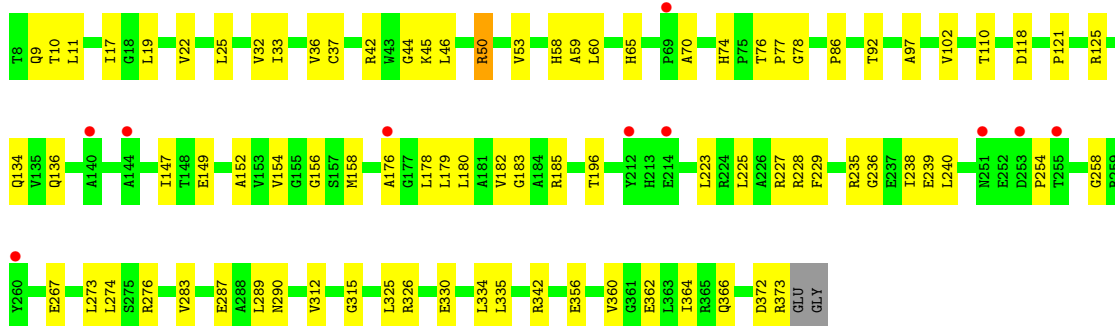 T8 Q9 T10 L11 I17 G18 L19 V22 L25 V32 I33 V36 C37 R42 W43 G44 K45 L46 R50 V53 H58 A59 L60 H65 P69 A70 H74 P75 T76 P77 G78 P86 T92 A97 V102 T110 D118 P121 R125
Q134 V135 Q136 A140 A144 I147 T148 E149 A152 V153 V154 G155 G156 S157 M158 A176 G177 L178 L179 L180 A181 V182 G183 A184 R185 T196 Y212 H213 E214 L223 R224 L225 A226 R227 R228 F229 R235 G236 E237 I238 E239 L240 N251 E252 D253 P254 T255 G258
Y260 E267 L273 L274 S275 R276 V283 E287 A288 L289 N290 V312 G315 L325 R326 E330 L334 L335 R342 E356 V360 G361 E362 L363 I364 R365 Q366 D372 R373 GLU GLY